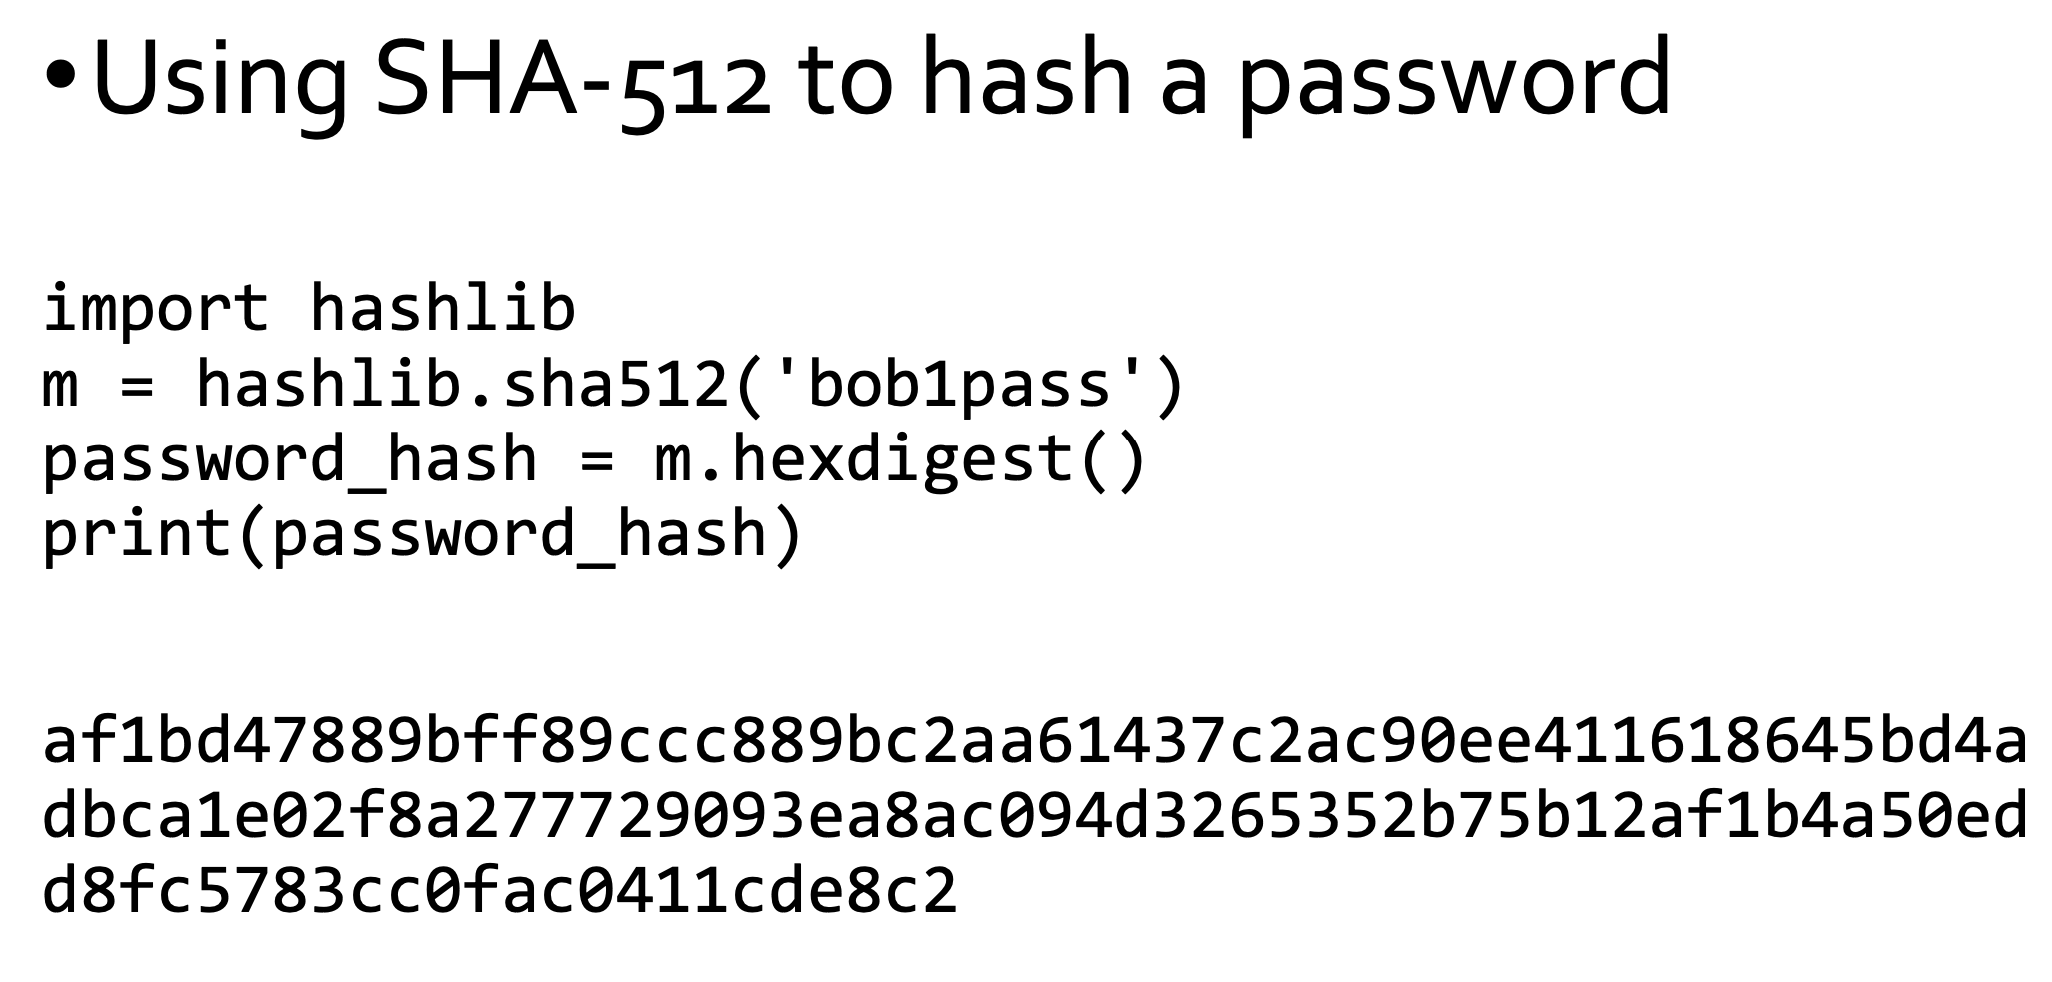 •Using SHA-512 to hash a password
import hashlib
m = hashlib.sha512('bob1pass')
password_hash = m.hexdigest()
print(password_hash)
af1bd47889bff89ccc889bc2aa61437c2ac90ee411618645bd4a
dbca1e02f8a277729093ea8ac094d3265352b75b12af1b4a50ed
d8fc5783cc0fac0411cde8c2